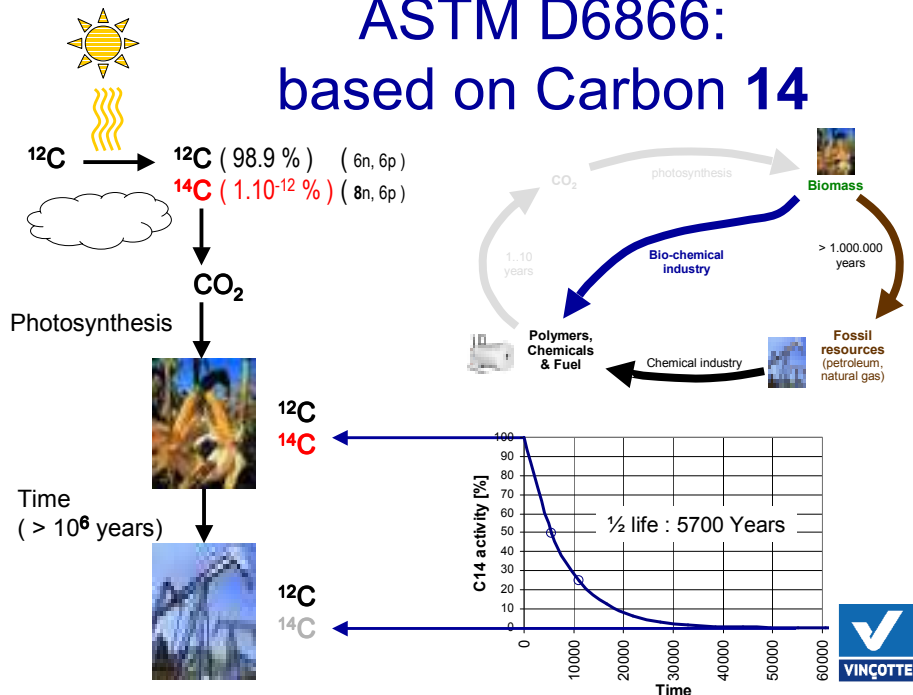 ASTM D6866:
based on Carbon 14
¹²C
¹²C ( 98.9 % ) ( 6n, 6p )
¹⁴C ( 1.10⁻¹² % ) ( 8n, 6p )
CO₂
Photosynthesis
¹²C
¹⁴C
Time
( > 10⁶ years)
¹²C
¹⁴C
CO₂
photosynthesis
Biomass
1..10
years
Bio-chemical
industry
> 1.000.000
years
Polymers,
Chemicals
& Fuel
Chemical industry
Fossil
resources
(petroleum,
natural gas)
C14 activity [%]
100
90
80
70
60
50
40
30
20
10
0
½ life : 5700 Years
0
10000
20000
30000
40000
50000
60000
Time
VINÇOTTE